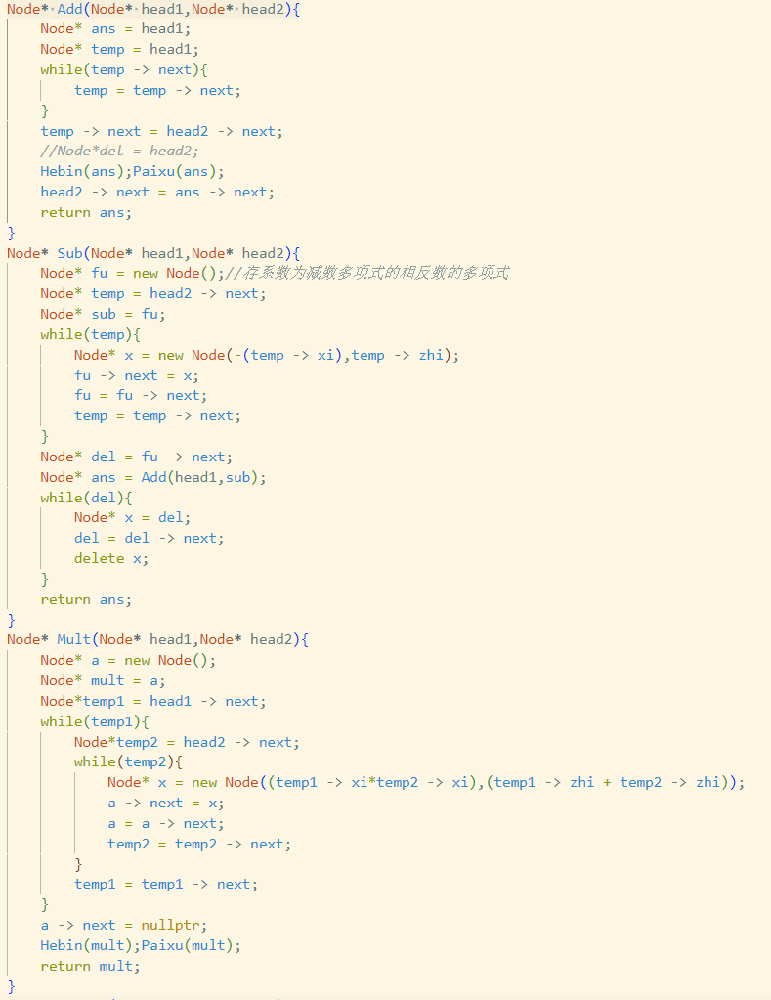 Node* Add(Node* head1,Node* head2){
    Node* ans = head1;
    Node* temp = head1;
    while(temp -> next){
        temp = temp -> next;
    }
    temp -> next = head2 -> next;
    //Node*del = head2;
    Hebin(ans);Paixu(ans);
    head2 -> next = ans -> next;
    return ans;
}
Node* Sub(Node* head1,Node* head2){
    Node* fu = new Node();//存系数为减数多项式的相反数的多项式
    Node* temp = head2 -> next;
    Node* sub = fu;
    while(temp){
        Node* x = new Node(-(temp -> xi),temp -> zhi);
        fu -> next = x;
        fu = fu -> next;
        temp = temp -> next;
    }
    Node* del = fu -> next;
    Node* ans = Add(head1,sub);
    while(del){
        Node* x = del;
        del = del -> next;
        delete x;
    }
    return ans;
}
Node* Mult(Node* head1,Node* head2){
    Node* a = new Node();
    Node* mult = a;
    Node*temp1 = head1 -> next;
    while(temp1){
        Node*temp2 = head2 -> next;
        while(temp2){
            Node* x = new Node((temp1 -> xi*temp2 -> xi),(temp1 -> zhi + temp2 -> zhi));
            a -> next = x;
            a = a -> next;
            temp2 = temp2 -> next;
        }
        temp1 = temp1 -> next;
    }
    a -> next = nullptr;
    Hebin(mult);Paixu(mult);
    return mult;
}